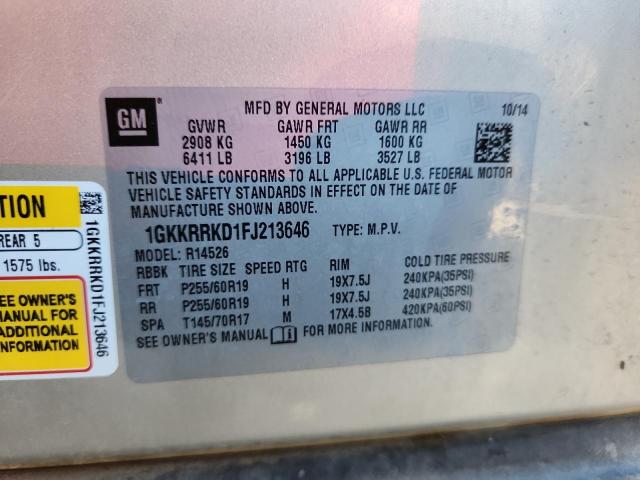 GM
MFD BY GENERAL MOTORS LLC 10/14
GVWR GAWR FRT GAWR RR
2908 KG 1450 KG 1600 KG
6411 LB 3196 LB 3527 LB
THIS VEHICLE CONFORMS TO ALL APPLICABLE U.S. FEDERAL MOTOR
VEHICLE SAFETY STANDARDS IN EFFECT ON THE DATE OF
MANUFACTURE SHOWN ABOVE.
1GKKRRKD1FJ213646 TYPE: M.P.V.
MODEL: R14526
RBBK TIRE SIZE SPEED RTG RIM COLD TIRE PRESSURE
FRT P255/60R19 H 19X7.5J 240KPA(35PSI)
RR P255/60R19 H 19X7.5J 240KPA(35PSI)
SPA T145/70R17 M 17X4.5B 420KPA(60PSI)
SEE OWNER'S MANUAL FOR MORE INFORMATION.
TION
REAR 5
1575 lbs.
SEE OWNER'S
MANUAL FOR
ADDITIONAL
INFORMATION
1GKKRRKD1FJ213646